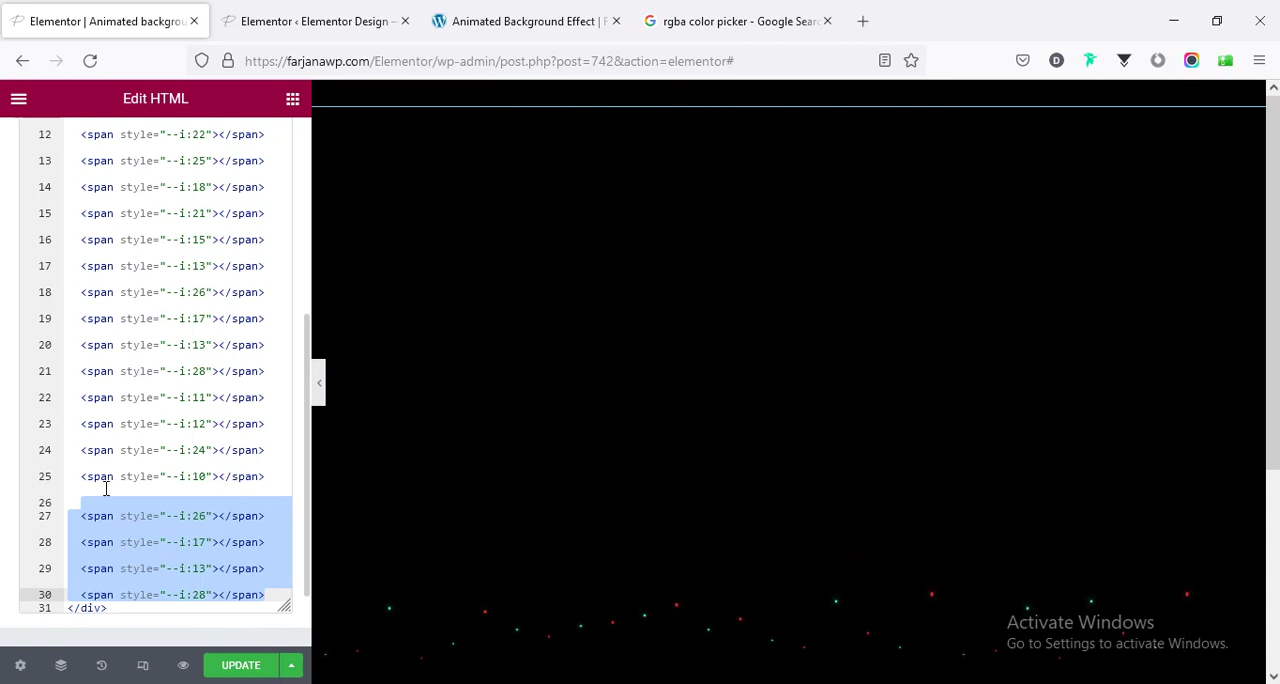 Elementor | Animated backgrou
Elementor ‹ Elementor Design –
Animated Background Effect | F
rgba color picker - Google Sear
https://farjanawp.com/Elementor/wp-admin/post.php?post=742&action=elementor#
Edit HTML
12 <span style="--i:22"></span>
13 <span style="--i:25"></span>
14 <span style="--i:18"></span>
15 <span style="--i:21"></span>
16 <span style="--i:15"></span>
17 <span style="--i:13"></span>
18 <span style="--i:26"></span>
19 <span style="--i:17"></span>
20 <span style="--i:13"></span>
21 <span style="--i:28"></span>
22 <span style="--i:11"></span>
23 <span style="--i:12"></span>
24 <span style="--i:24"></span>
25 <span style="--i:10"></span>
26
27 <span style="--i:26"></span>
28 <span style="--i:17"></span>
29 <span style="--i:13"></span>
30 <span style="--i:28"></span>
31 </div>
UPDATE
Activate Windows
Go to Settings to activate Windows.